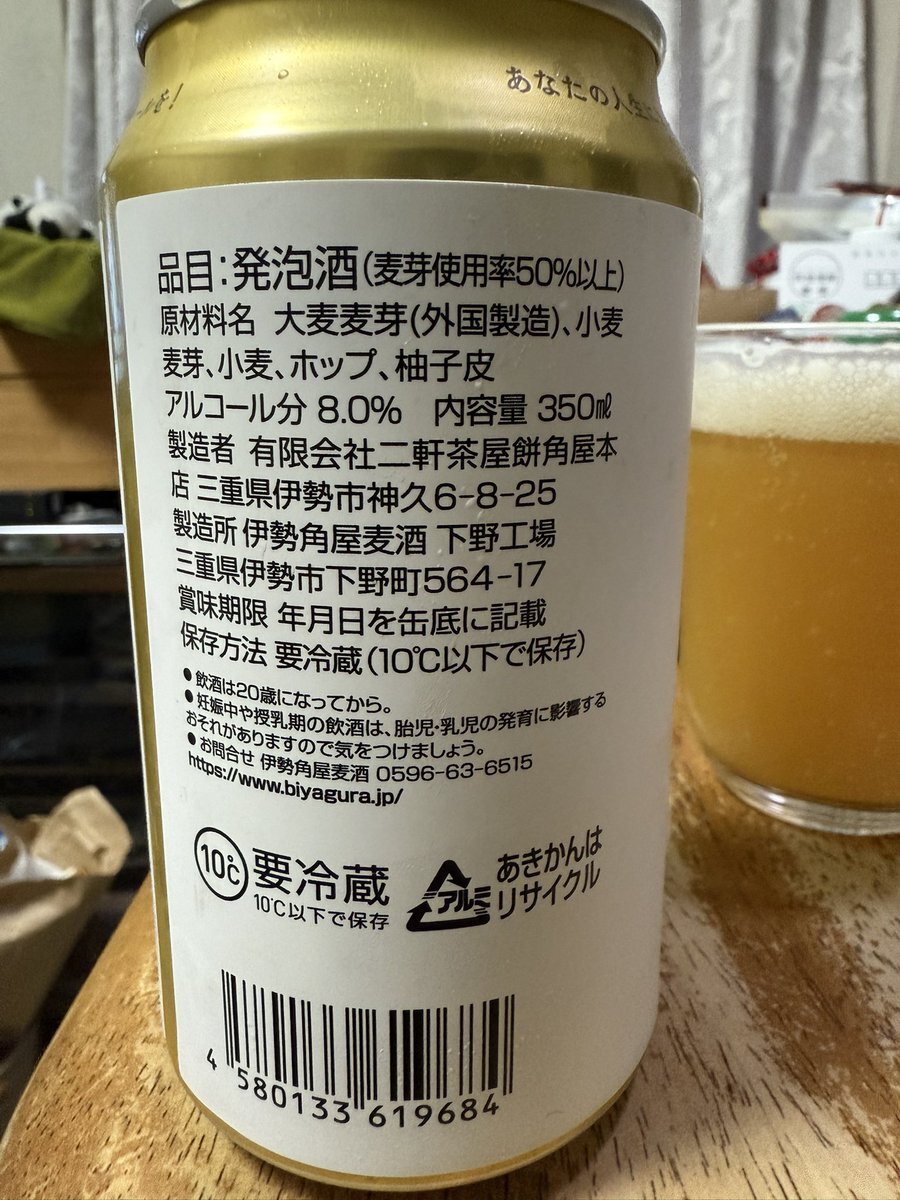 ールを!
あなたの人生に
品目:発泡酒(麦芽使用率50%以上)
原材料名 大麦麦芽(外国製造)、小麦
麦芽、小麦、ホップ、柚子皮
アルコール分 8.0% 内容量 350㎖
製造者 有限会社二軒茶屋餅角屋本
店 三重県伊勢市神久6-8-25
製造所 伊勢角屋麦酒 下野工場
三重県伊勢市下野町564-17
賞味期限 年月日を缶底に記載
保存方法 要冷蔵(10℃以下で保存)
●飲酒は20歳になってから。
●妊娠中や授乳期の飲酒は、胎児・乳児の発育に影響する
おそれがありますので気をつけましょう。
●お問合せ 伊勢角屋麦酒 0596-63-6515
https://www.biyagura.jp/
10℃ 要冷蔵
10℃以下で保存
アルミ
あきかんは
リサイクル
4 580133 619684